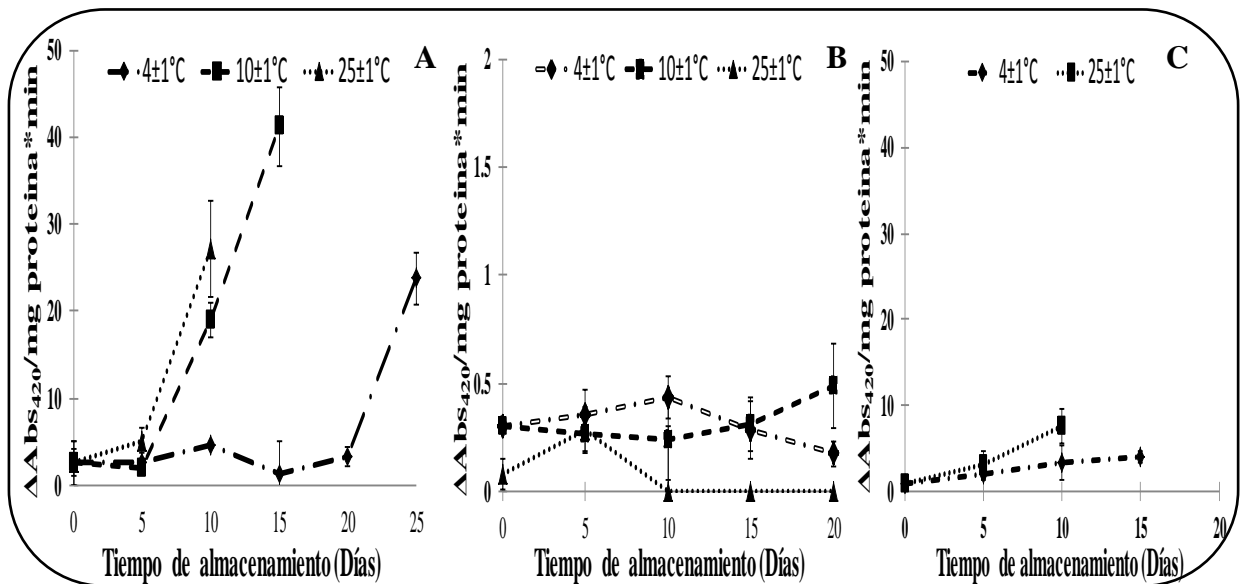 A
4±1°C 10±1°C 25±1°C
ΔAbs₄₂₀/mg proteina*min
50
40
30
20
10
0
0 5 10 15 20 25
Tiempo de almacenamiento (Días)
B
4±1°C 10±1°C 25±1°C
ΔAbs₄₂₀/mg proteina*min
2
1.5
1
0.5
0
0 5 10 15 20
Tiempo de almacenamiento (Días)
C
4±1°C 25±1°C
ΔAbs₄₂₀/mg proteina*min
50
40
30
20
10
0
0 5 10 15 20
Tiempo de almacenamiento (Días)